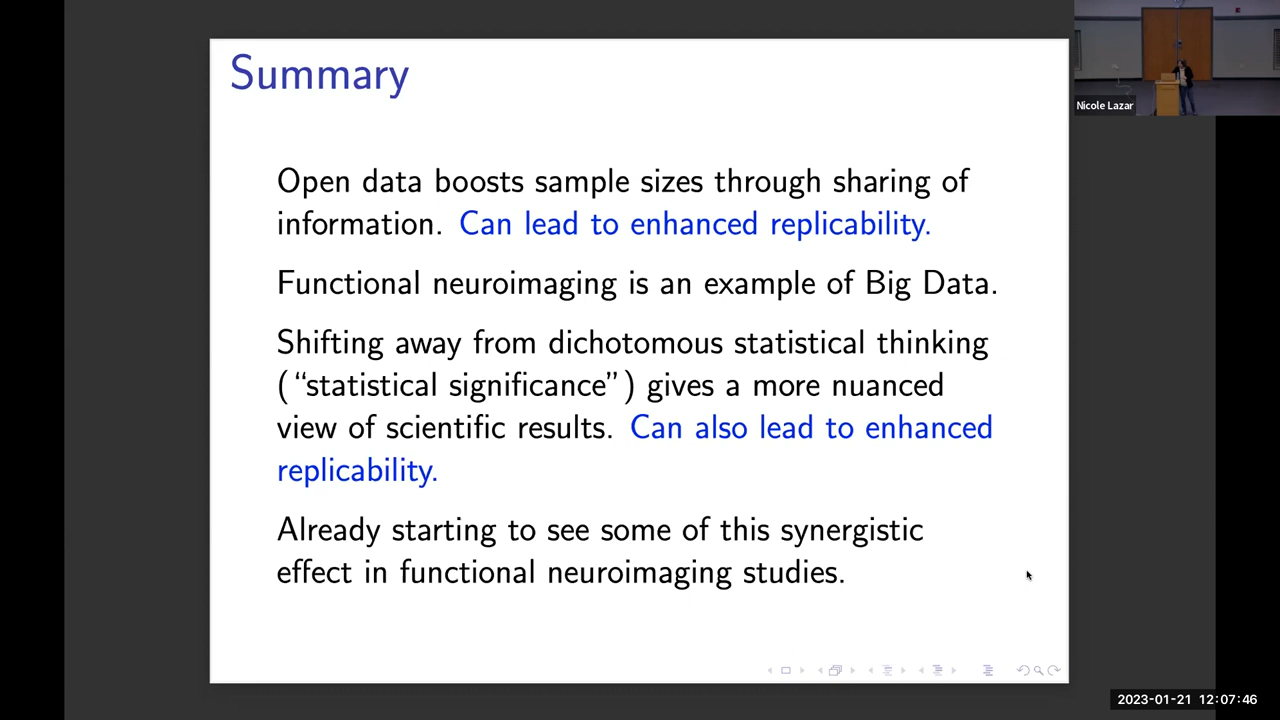 Summary
Nicole Lazar
Open data boosts sample sizes through sharing of
information. Can lead to enhanced replicability.
Functional neuroimaging is an example of Big Data.
Shifting away from dichotomous statistical thinking
(“statistical significance”) gives a more nuanced
view of scientific results. Can also lead to enhanced
replicability.
Already starting to see some of this synergistic
effect in functional neuroimaging studies.
2023-01-21 12:07:46